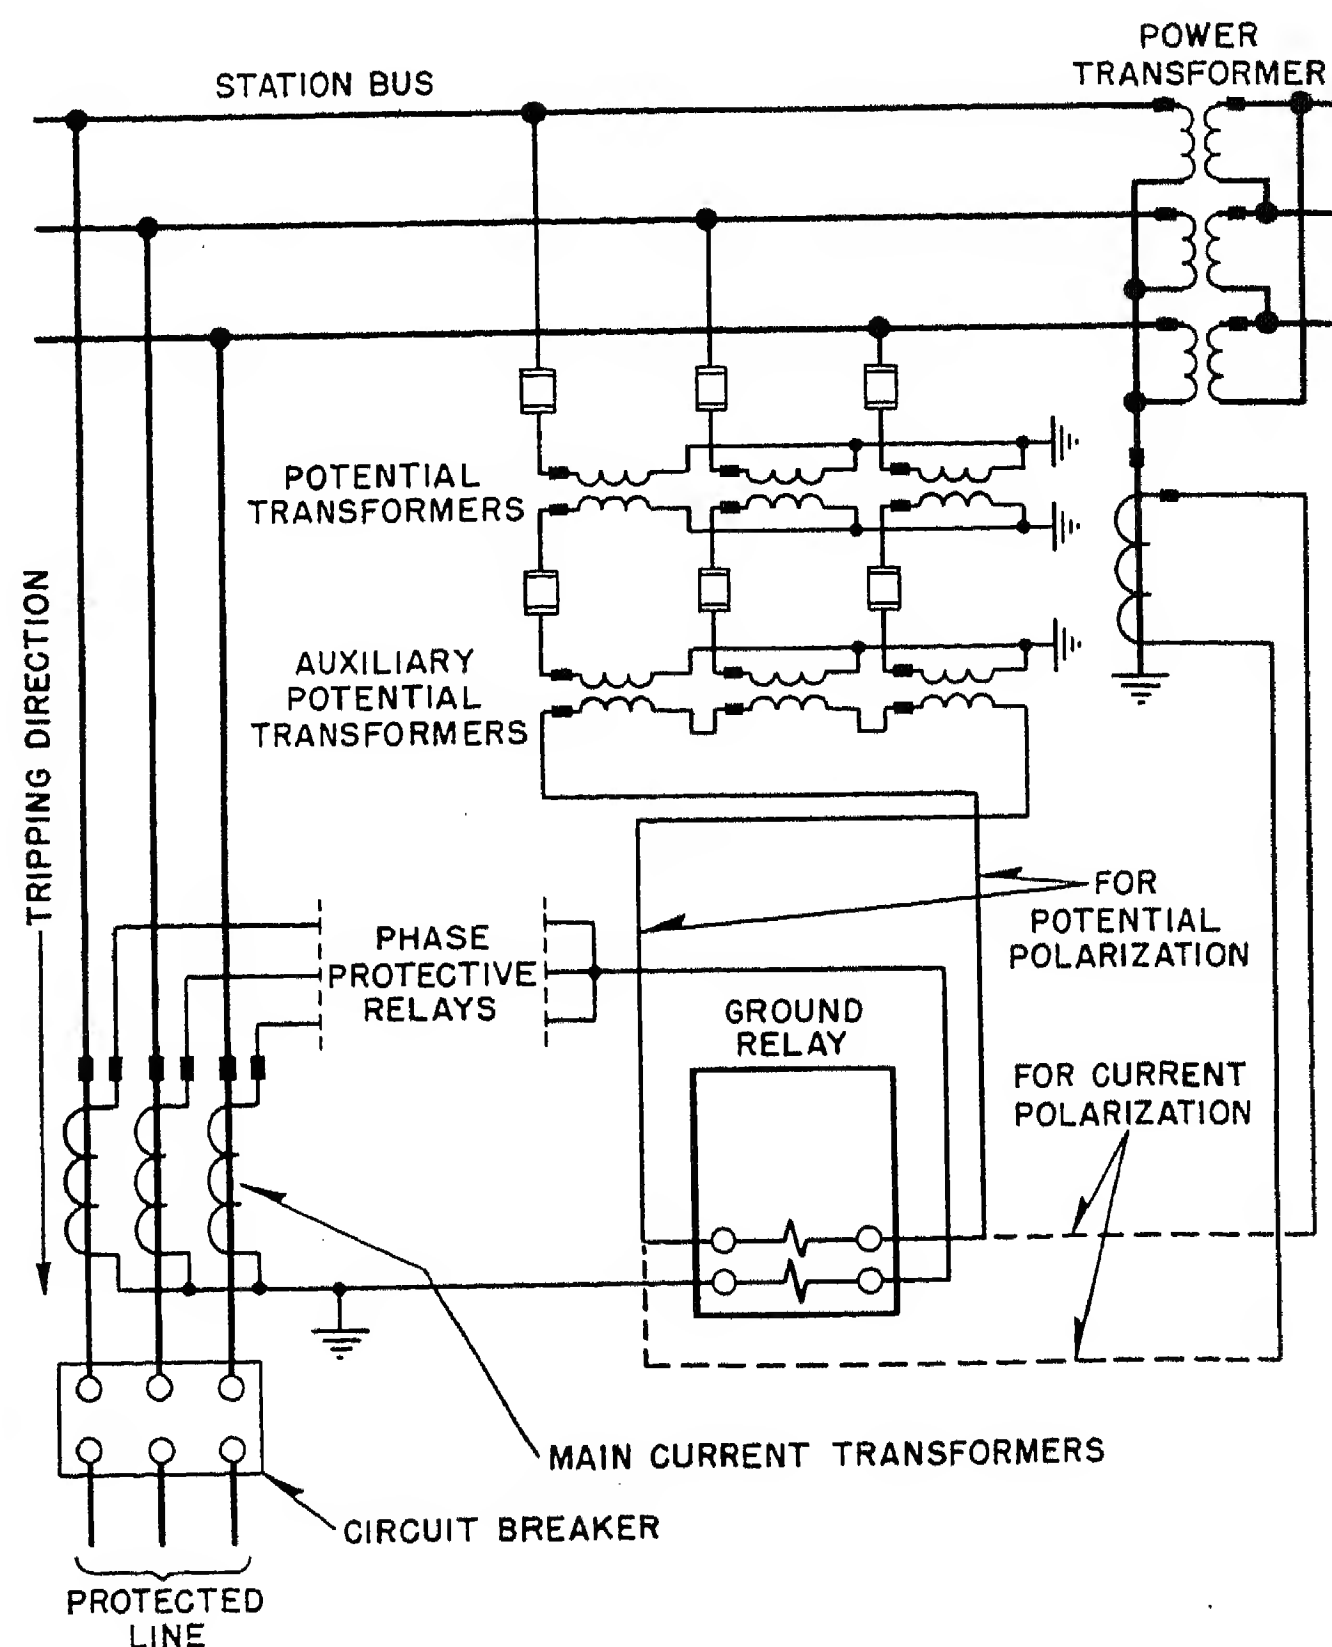 POWER
TRANSFORMER
STATION BUS
POTENTIAL
TRANSFORMERS
AUXILIARY
POTENTIAL
TRANSFORMERS
TRIPPING DIRECTION
FOR
POTENTIAL
POLARIZATION
PHASE
PROTECTIVE
RELAYS
GROUND
RELAY
FOR CURRENT
POLARIZATION
MAIN CURRENT TRANSFORMERS
CIRCUIT BREAKER
PROTECTED
LINE